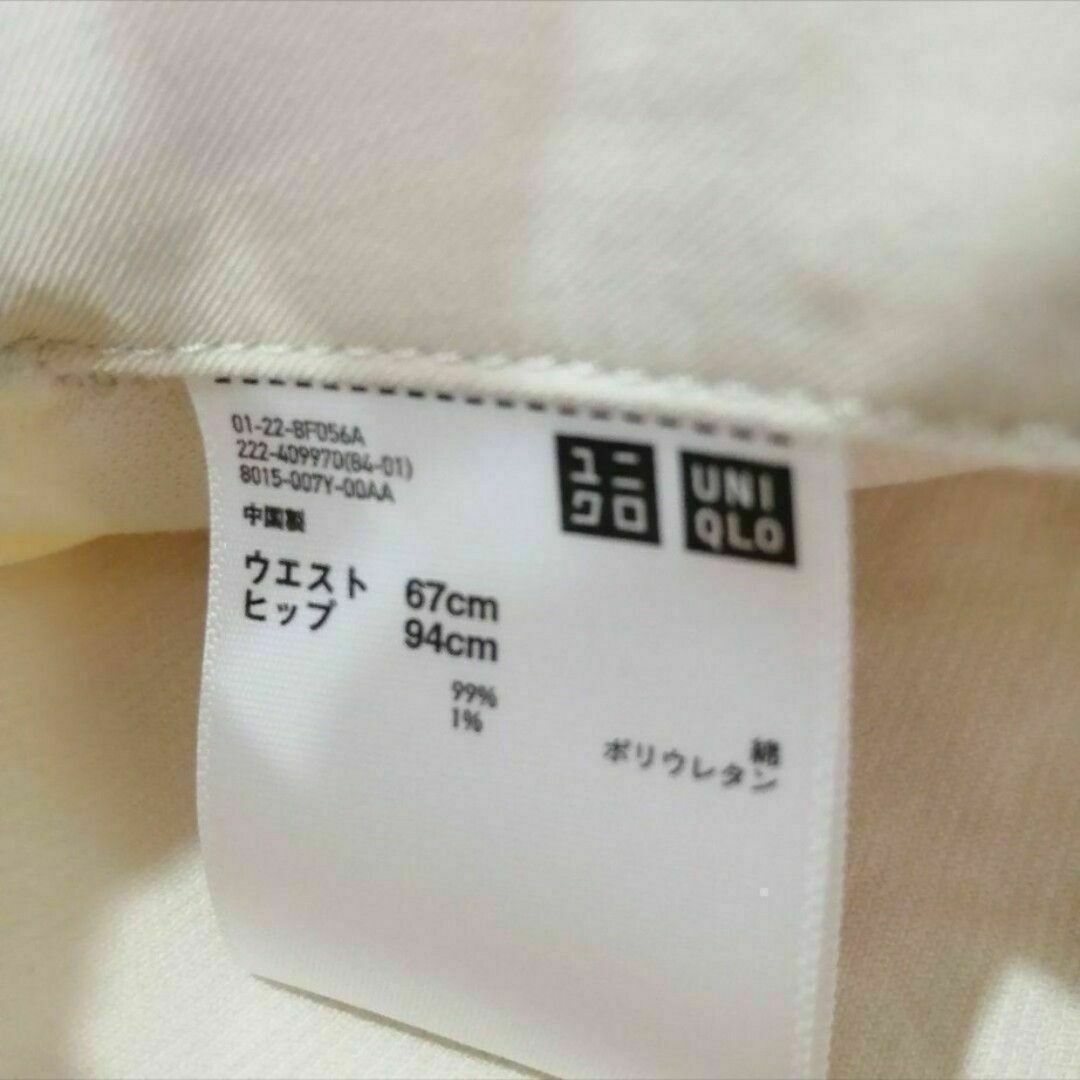 01-22-8F056A
222-409970(84-01)
8015-007Y-00AA
中国製
ユニ
クロ
UNI
QLO
ウエスト 67cm
ヒップ 94cm
99% 綿
1% ポリウレタン